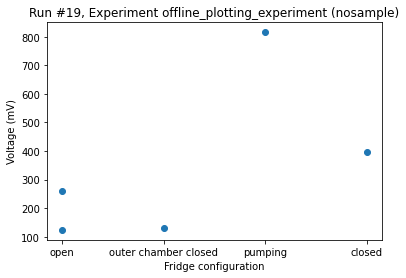 Run #19, Experiment offline_plotting_experiment (nosample)
Voltage (mV)
800
700
600
500
400
300
200
100
open outer chamber closed pumping closed
Fridge configuration